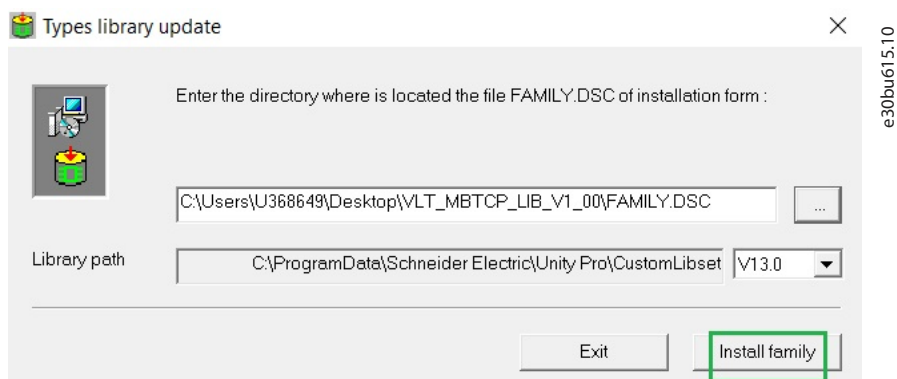 Types library update
Enter the directory where is located the file FAMILY.DSC of installation form :
C:\Users\U368649\Desktop\VLT_MBTCP_LIB_V1_00\FAMILY.DSC
...
Library path
C:\ProgramData\Schneider Electric\Unity Pro\CustomLibset
V13.0
Exit
Install family
e30bu615.10